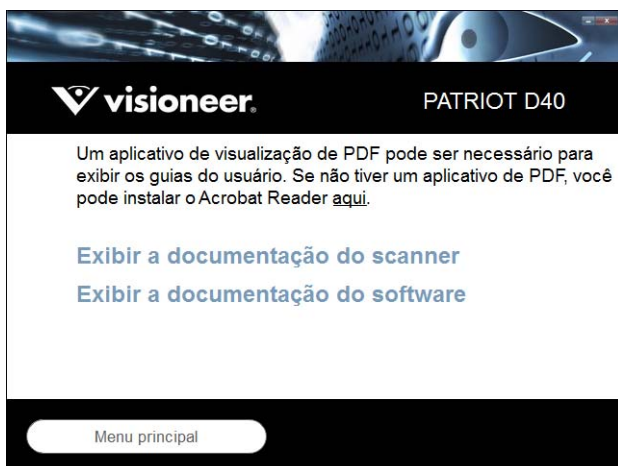 visioneer.
PATRIOT D40
Um aplicativo de visualização de PDF pode ser necessário para
exibir os guias do usuário. Se não tiver um aplicativo de PDF, você
pode instalar o Acrobat Reader aqui.
Exibir a documentação do scanner
Exibir a documentação do software
Menu principal